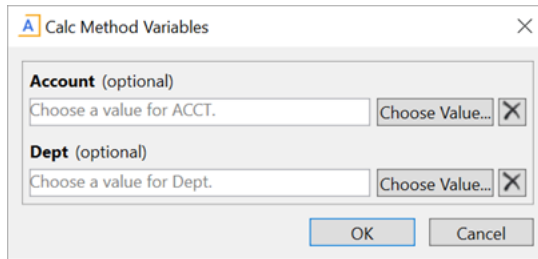 A Calc Method Variables
Account (optional)
Choose a value for ACCT. Choose Value...
Dept (optional)
Choose a value for Dept. Choose Value...
OK Cancel